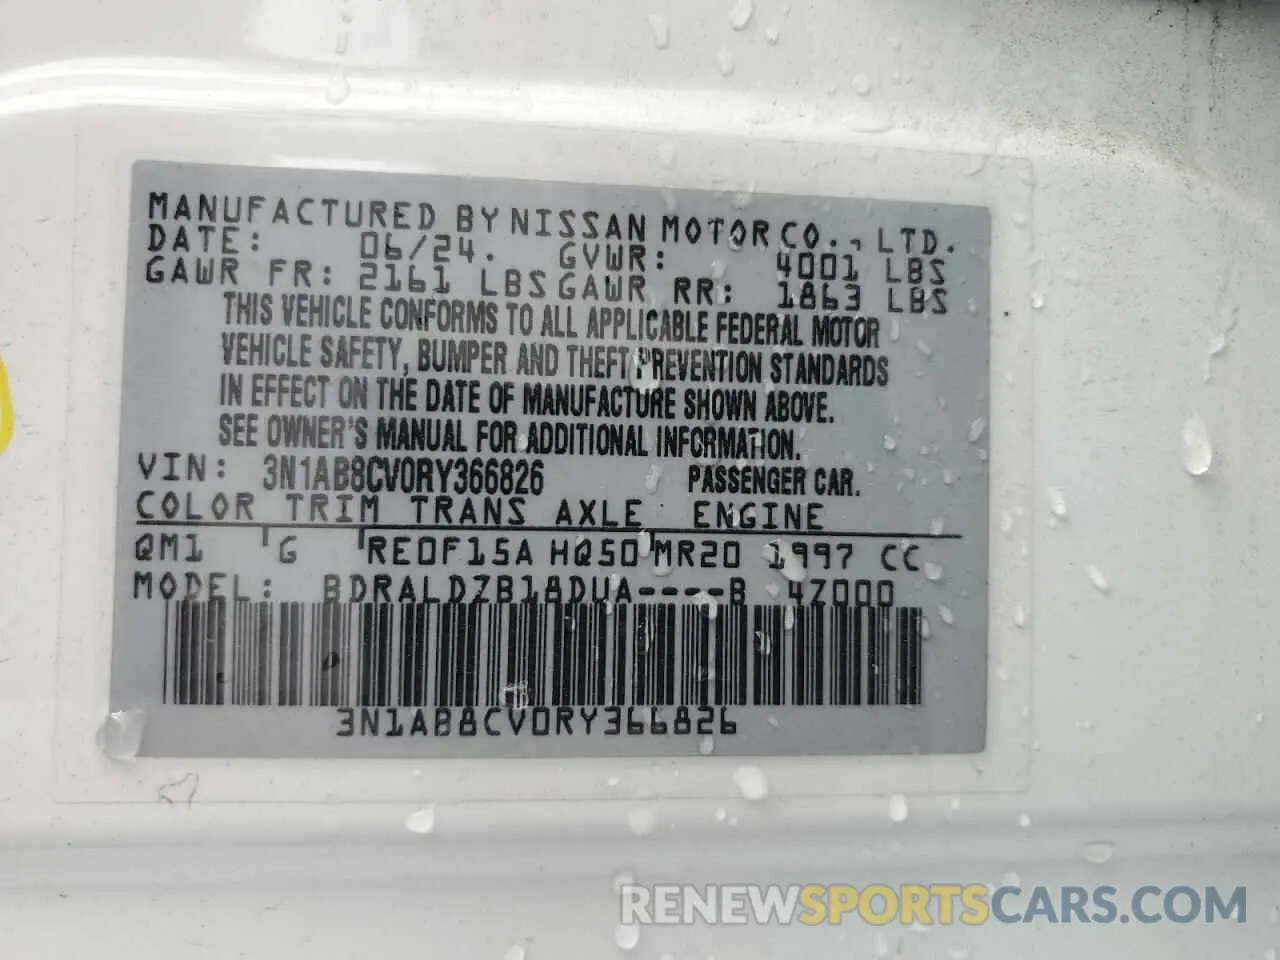 MANUFACTURED BY NISSAN MOTOR CO., LTD.
DATE: 06/24. GVWR: 4001 LBS
GAWR FR: 2161 LBS GAWR RR: 1863 LBS
THIS VEHICLE CONFORMS TO ALL APPLICABLE FEDERAL MOTOR
VEHICLE SAFETY, BUMPER AND THEFT PREVENTION STANDARDS
IN EFFECT ON THE DATE OF MANUFACTURE SHOWN ABOVE.
SEE OWNER'S MANUAL FOR ADDITIONAL INFORMATION.
VIN: 3N1AB8CV0RY366826 PASSENGER CAR.
COLOR TRIM TRANS AXLE ENGINE
QM1 G RE0F15A HQ50 MR20 1997 CC
MODEL: BDRALDZB18DUA----B 4Z000
3N1AB8CV0RY366826
RENEWSPORTSCARS.COM